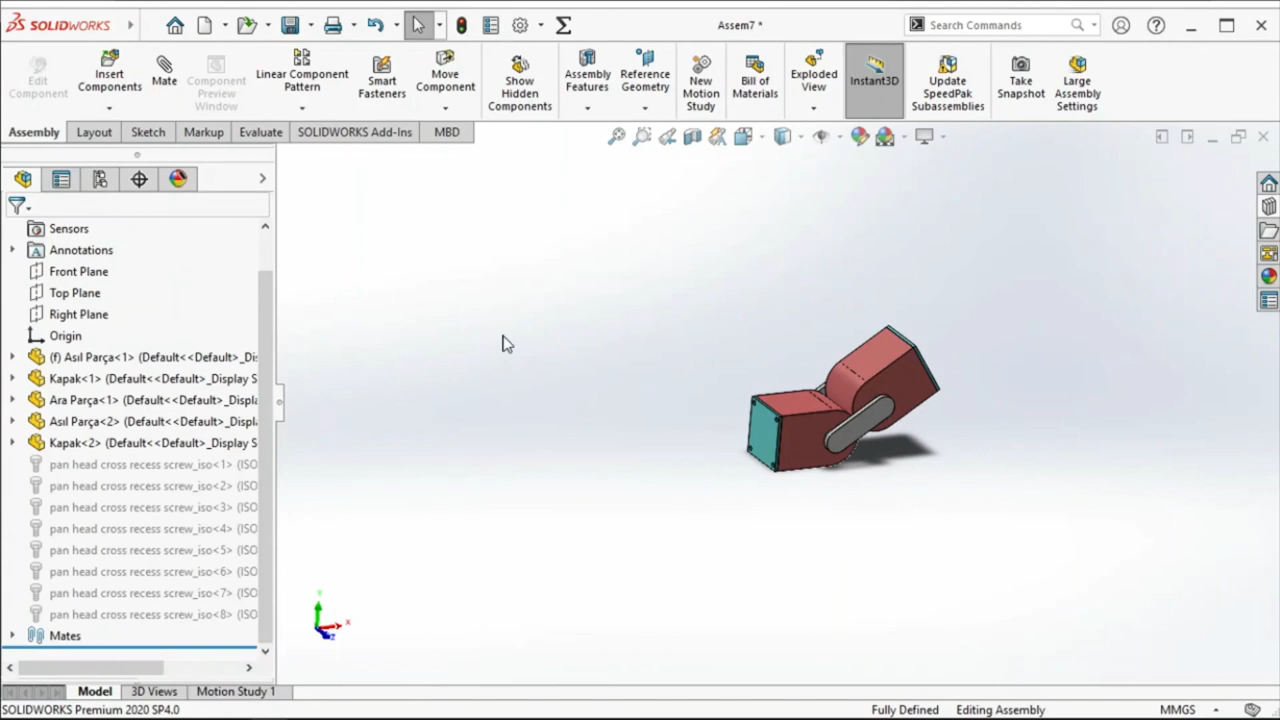 SOLIDWORKS
Assem7 *
Search Commands
Edit Component
Insert Components
Mate
Component Preview Window
Linear Component Pattern
Smart Fasteners
Move Component
Show Hidden Components
Assembly Features
Reference Geometry
New Motion Study
Bill of Materials
Exploded View
Instant3D
Update SpeedPak Subassemblies
Take Snapshot
Large Assembly Settings
Assembly
Layout
Sketch
Markup
Evaluate
SOLIDWORKS Add-Ins
MBD
Sensors
Annotations
Front Plane
Top Plane
Right Plane
Origin
(f) Asıl Parça<1> (Default<<Default>_Di
Kapak<1> (Default<<Default>_Display S
Ara Parça<1> (Default<<Default>_Displa
Asıl Parça<2> (Default<<Default>_Displ
Kapak<2> (Default<<Default>_Display S
pan head cross recess screw_iso<1> (ISO
pan head cross recess screw_iso<2> (ISO
pan head cross recess screw_iso<3> (ISO
pan head cross recess screw_iso<4> (ISO
pan head cross recess screw_iso<5> (ISO
pan head cross recess screw_iso<6> (ISO
pan head cross recess screw_iso<7> (ISO
pan head cross recess screw_iso<8> (ISO
Mates
Y
X
Z
Model
3D Views
Motion Study 1
SOLIDWORKS Premium 2020 SP4.0
Fully Defined
Editing Assembly
MMGS